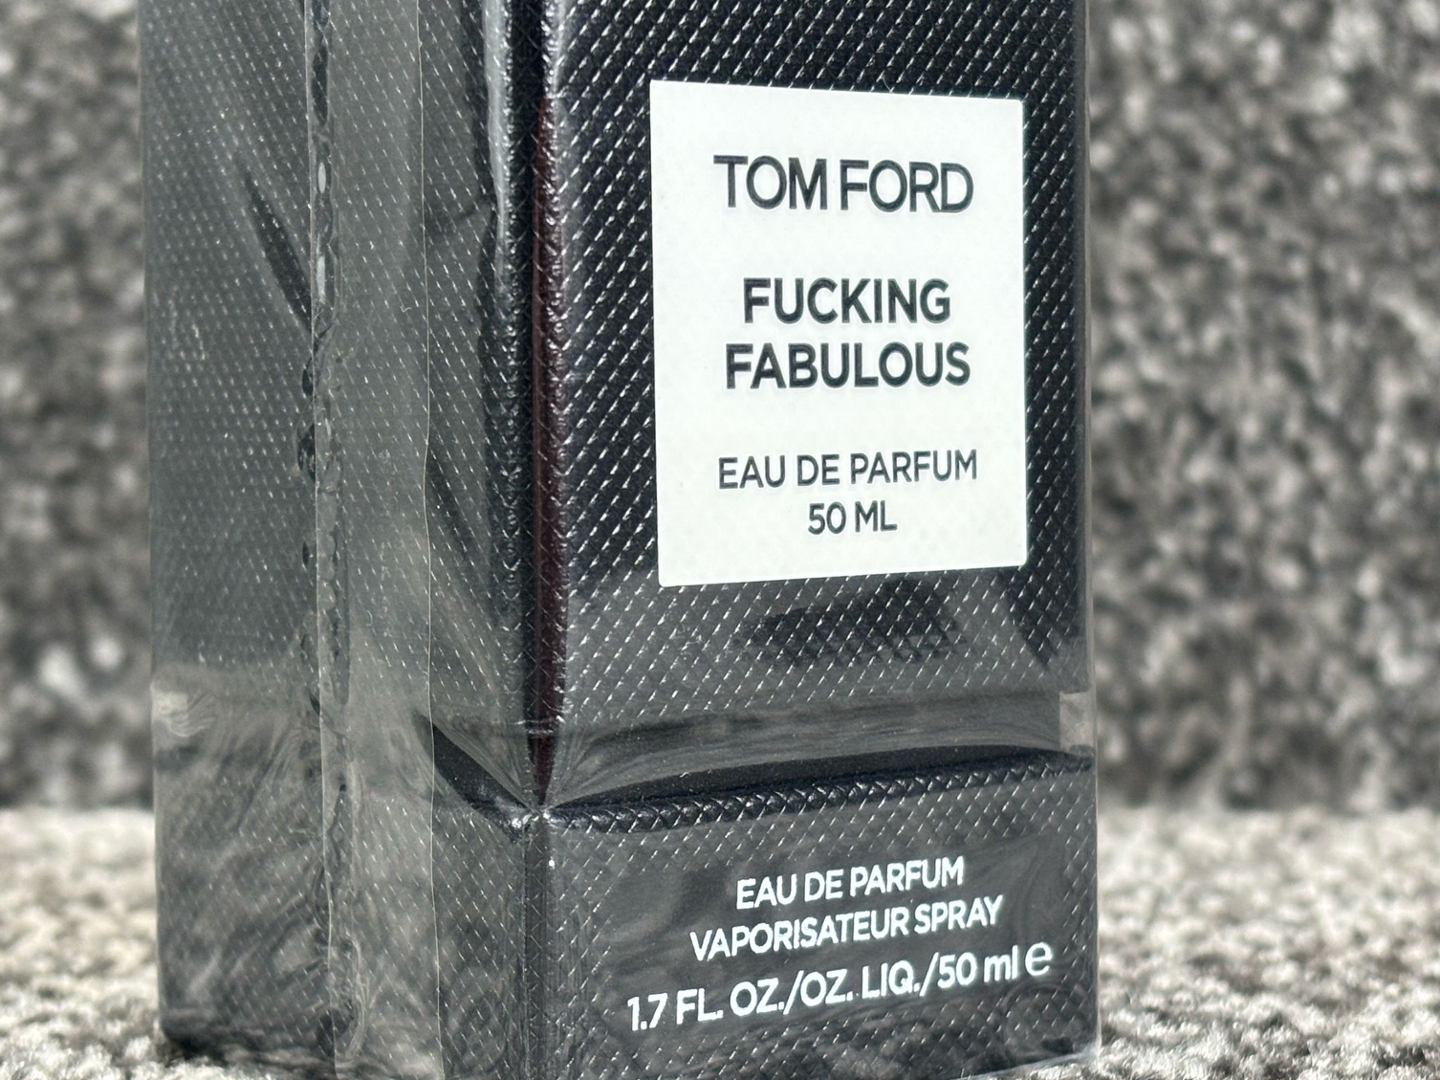 TOM FORD
FUCKING
FABULOUS
EAU DE PARFUM
50 ML
EAU DE PARFUM
VAPORISATEUR SPRAY
1.7 FL. OZ./OZ. LIQ./50 ml e